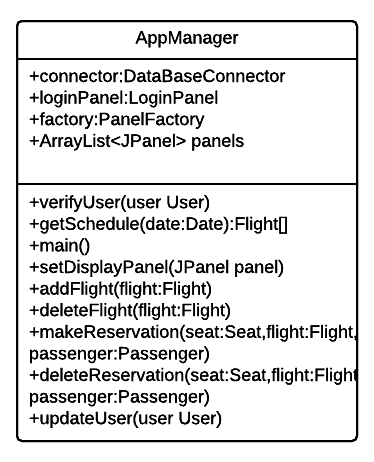 AppManager
+connector:DataBaseConnector
+loginPanel:LoginPanel
+factory:PanelFactory
+ArrayList<JPanel> panels
+verifyUser(user User)
+getSchedule(date:Date):Flight[]
+main()
+setDisplayPanel(JPanel panel)
+addFlight(flight:Flight)
+deleteFlight(flight:Flight)
+makeReservation(seat:Seat,flight:Flight,
passenger:Passenger)
+deleteReservation(seat:Seat,flight:Flight
passenger:Passenger)
+updateUser(user User)